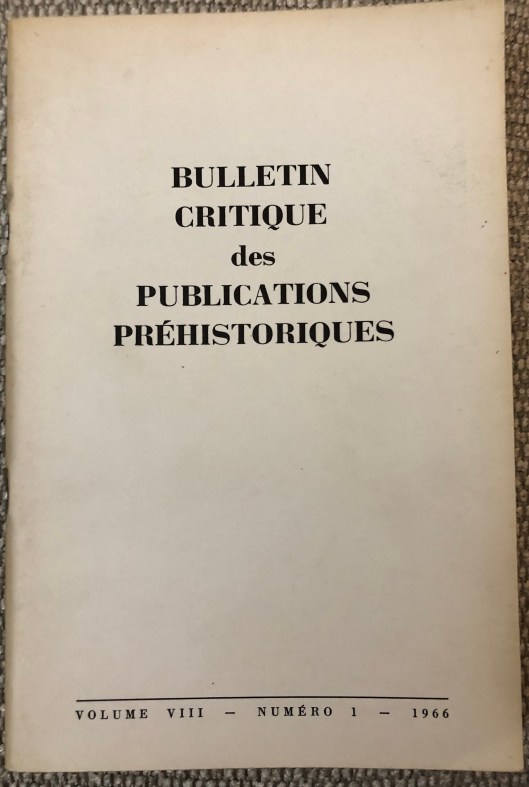 BULLETIN
CRITIQUE
des
PUBLICATIONS
PRÉHISTORIQUES
VOLUME VIII — NUMÉRO 1 — 1966